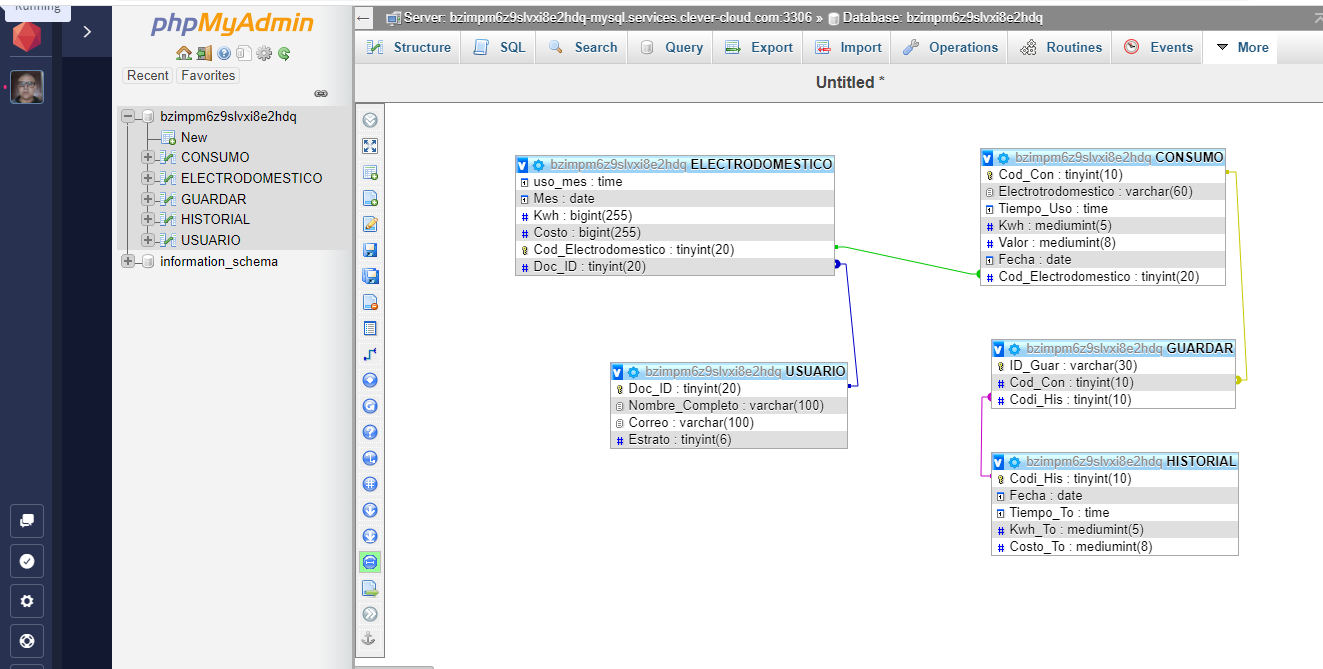 Running
phpMyAdmin
Recent Favorites
bzimpm6z9slvxi8e2hdq
New
CONSUMO
ELECTRODOMESTICO
GUARDAR
HISTORIAL
USUARIO
information_schema
Server: bzimpm6z9slvxi8e2hdq-mysql.services.clever-cloud.com:3306 » Database: bzimpm6z9slvxi8e2hdq
Structure SQL Search Query Export Import Operations Routines Events More
Untitled *
bzimpm6z9slvxi8e2hdq ELECTRODOMESTICO
uso_mes : time
Mes : date
Kwh : bigint(255)
Costo : bigint(255)
Cod_Electodomestico : tinyint(20)
Doc_ID : tinyint(20)
bzimpm6z9slvxi8e2hdq CONSUMO
Cod_Con : tinyint(10)
Electrotrodomestico : varchar(60)
Tiempo_Uso : time
Kwh : mediumint(5)
Valor : mediumint(8)
Fecha : date
Cod_Electodomestico : tinyint(20)
bzimpm6z9slvxi8e2hdq USUARIO
Doc_ID : tinyint(20)
Nombre_Completo : varchar(100)
Correo : varchar(100)
Estrato : tinyint(6)
bzimpm6z9slvxi8e2hdq GUARDAR
ID_Guar : varchar(30)
Cod_Con : tinyint(10)
Codi_His : tinyint(10)
bzimpm6z9slvxi8e2hdq HISTORIAL
Codi_His : tinyint(10)
Fecha : date
Tiempo_To : time
Kwh_To : mediumint(5)
Costo_To : mediumint(8)